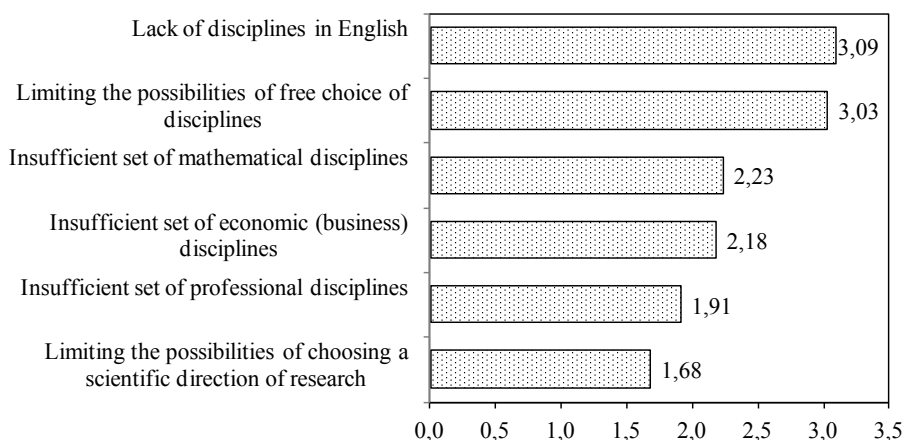 Lack of disciplines in English
3,09
Limiting the possibilities of free choice of
disciplines
3,03
Insufficient set of mathematical disciplines
2,23
Insufficient set of economic (business)
disciplines
2,18
Insufficient set of professional disciplines
1,91
Limiting the possibilities of choosing a
scientific direction of research
1,68
0,0 0,5 1,0 1,5 2,0 2,5 3,0 3,5